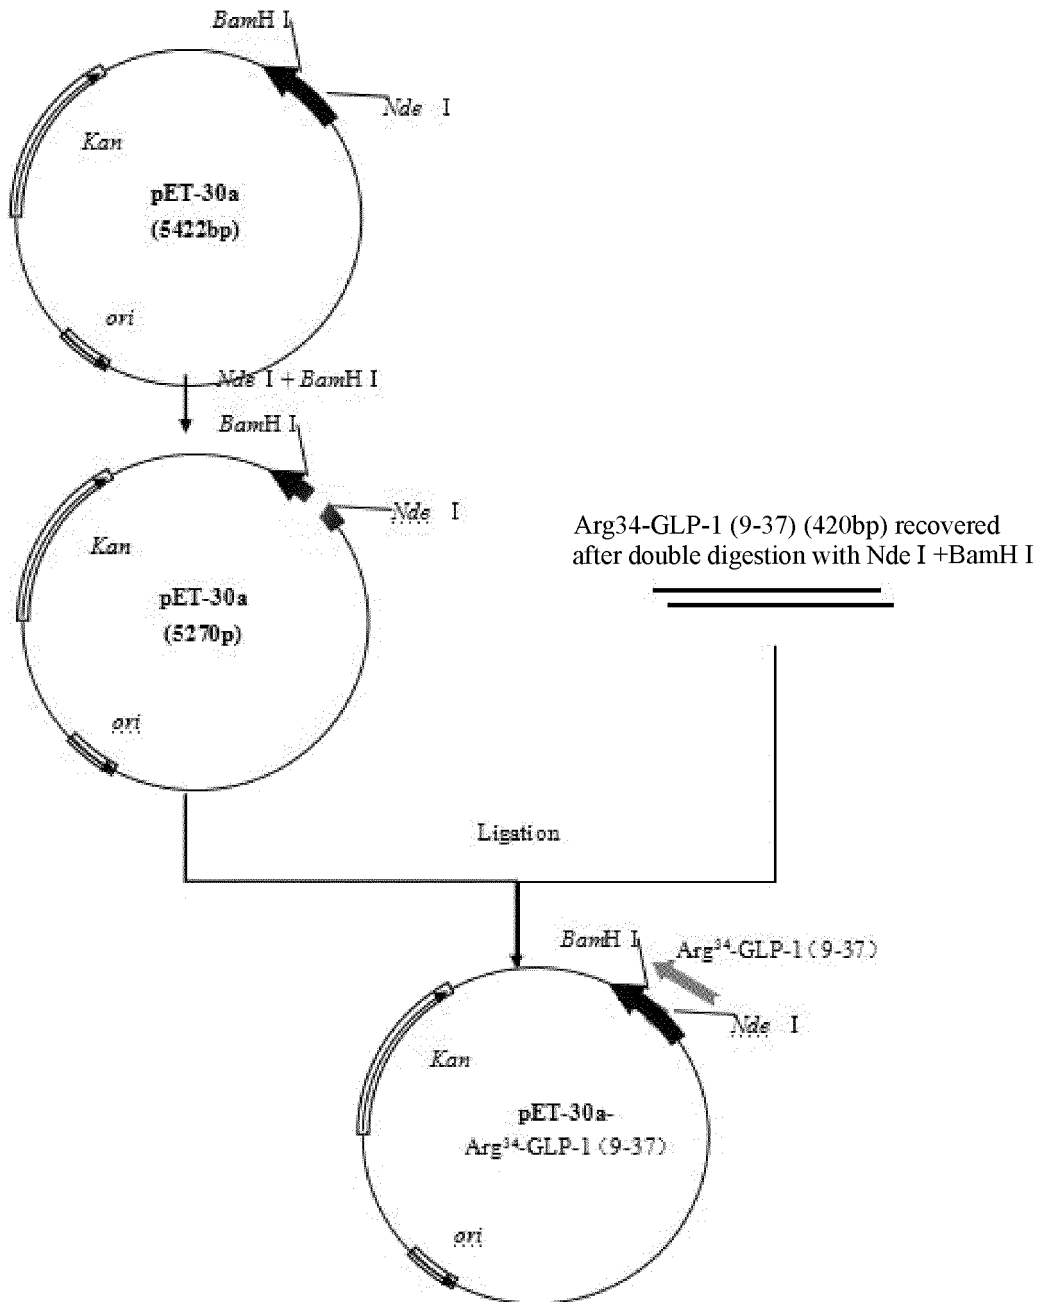 BamH I
Nde I
Kan
pET-30a
(5422bp)
ori
Nde I + BamH I
BamH I
Nde I
Kan
pET-30a
(5270p)
ori
Arg34-GLP-1 (9-37) (420bp) recovered
after double digestion with Nde I +BamH I
Ligation
BamH I
Arg³⁴-GLP-1(9-37)
Nde I
Kan
pET-30a-
Arg³⁴-GLP-1(9-37)
ori